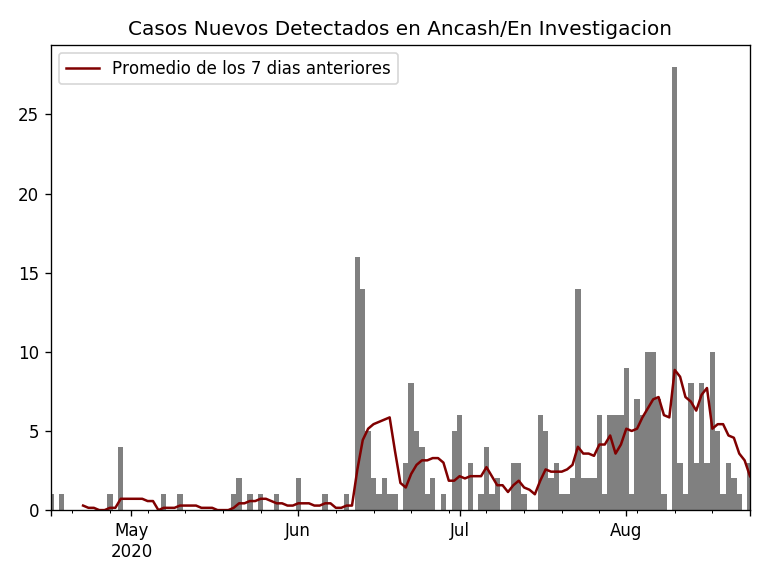 Casos Nuevos Detectados en Ancash/En Investigacion
Promedio de los 7 dias anteriores
25
20
15
10
5
0
May Jun Jul Aug
2020